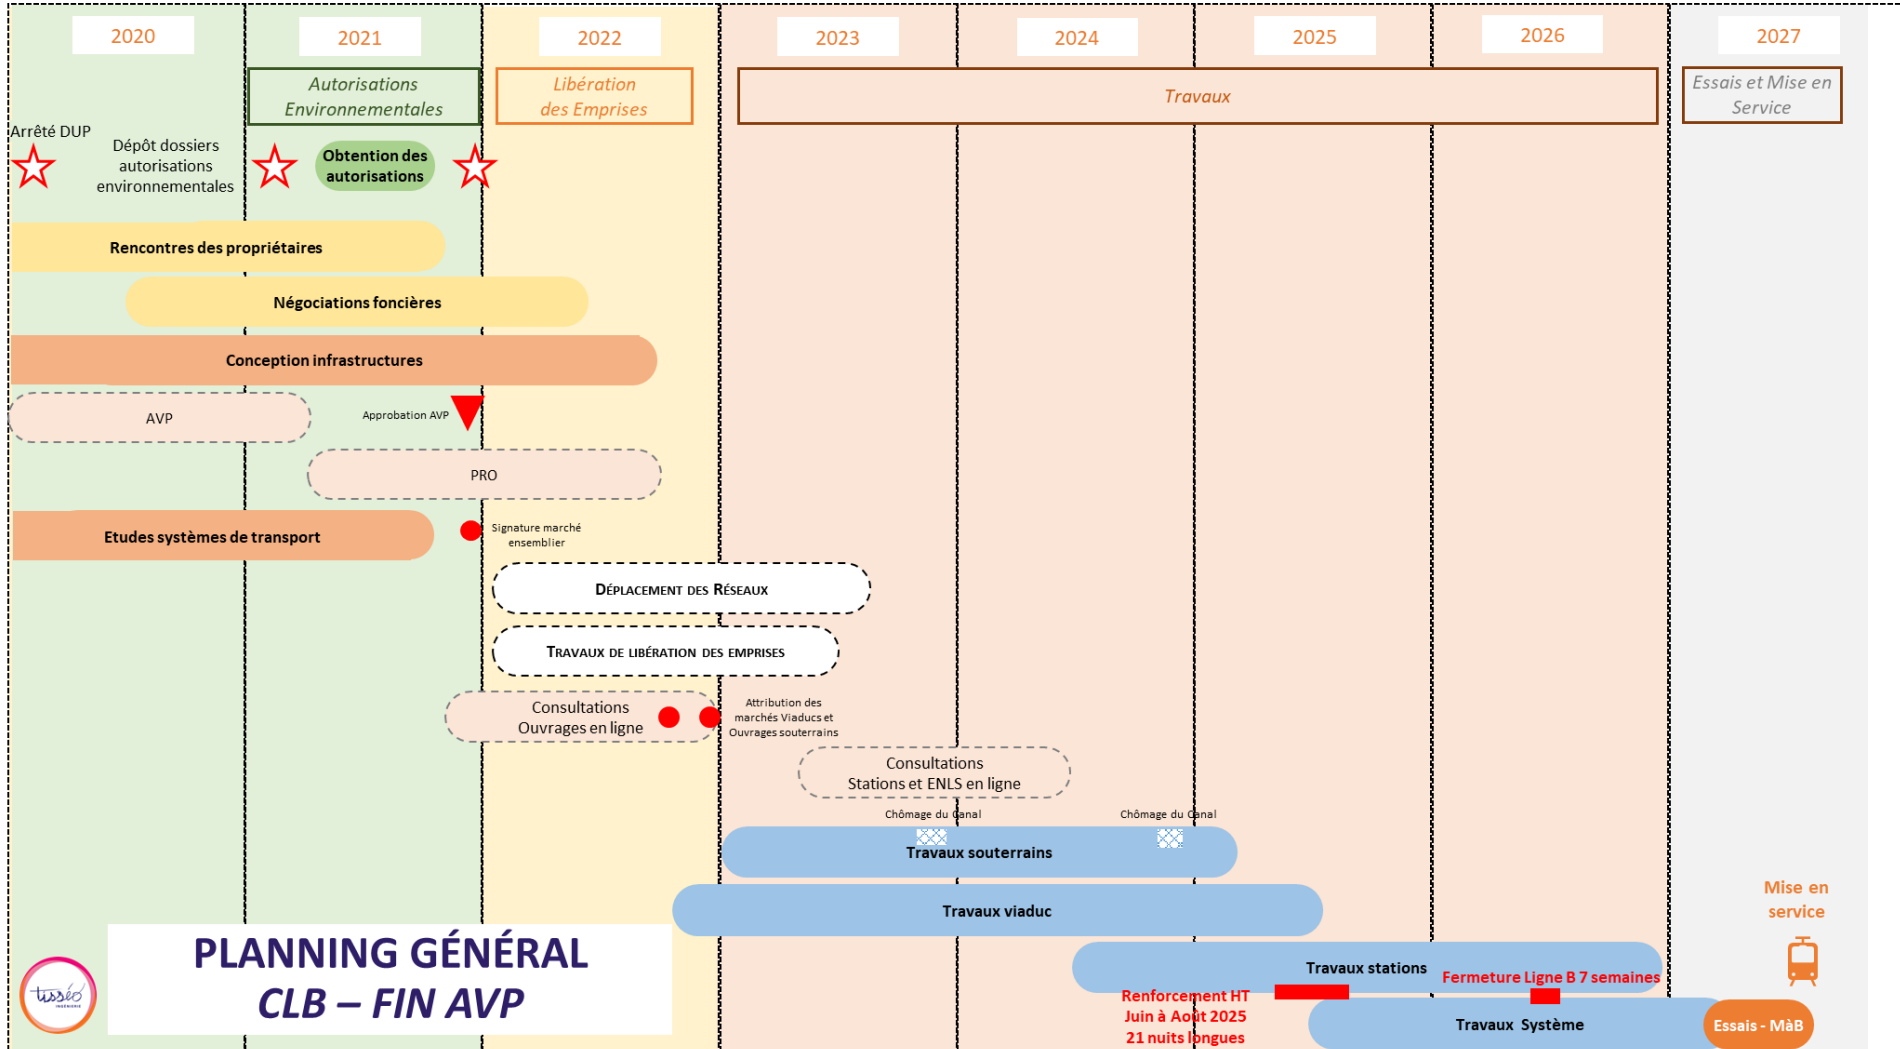 2020
2021
2022
2023
2024
2025
2026
2027
Autorisations
Environnementales
Libération
des Emprises
Travaux
Essais et Mise en
Service
Arrêté DUP
Dépôt dossiers
autorisations
environnementales
Obtention des
autorisations
Rencontres des propriétaires
Négociations foncières
Conception infrastructures
AVP
Approbation AVP
PRO
Etudes systèmes de transport
Signature marché
ensemblier
DÉPLACEMENT DES RÉSEAUX
TRAVAUX DE LIBÉRATION DES EMPRISES
Consultations
Ouvrages en ligne
Attribution des
marchés Viaducs et
Ouvrages souterrains
Consultations
Stations et ENLS en ligne
Chômage du Canal
Chômage du Canal
Travaux souterrains
Travaux viaduc
Travaux stations
Fermeture Ligne B 7 semaines
Renforcement HT
Juin à Août 2025
21 nuits longues
Travaux Système
Mise en
service
Essais - MàB
PLANNING GÉNÉRAL
CLB – FIN AVP
tisséo
INGÉNIERIE